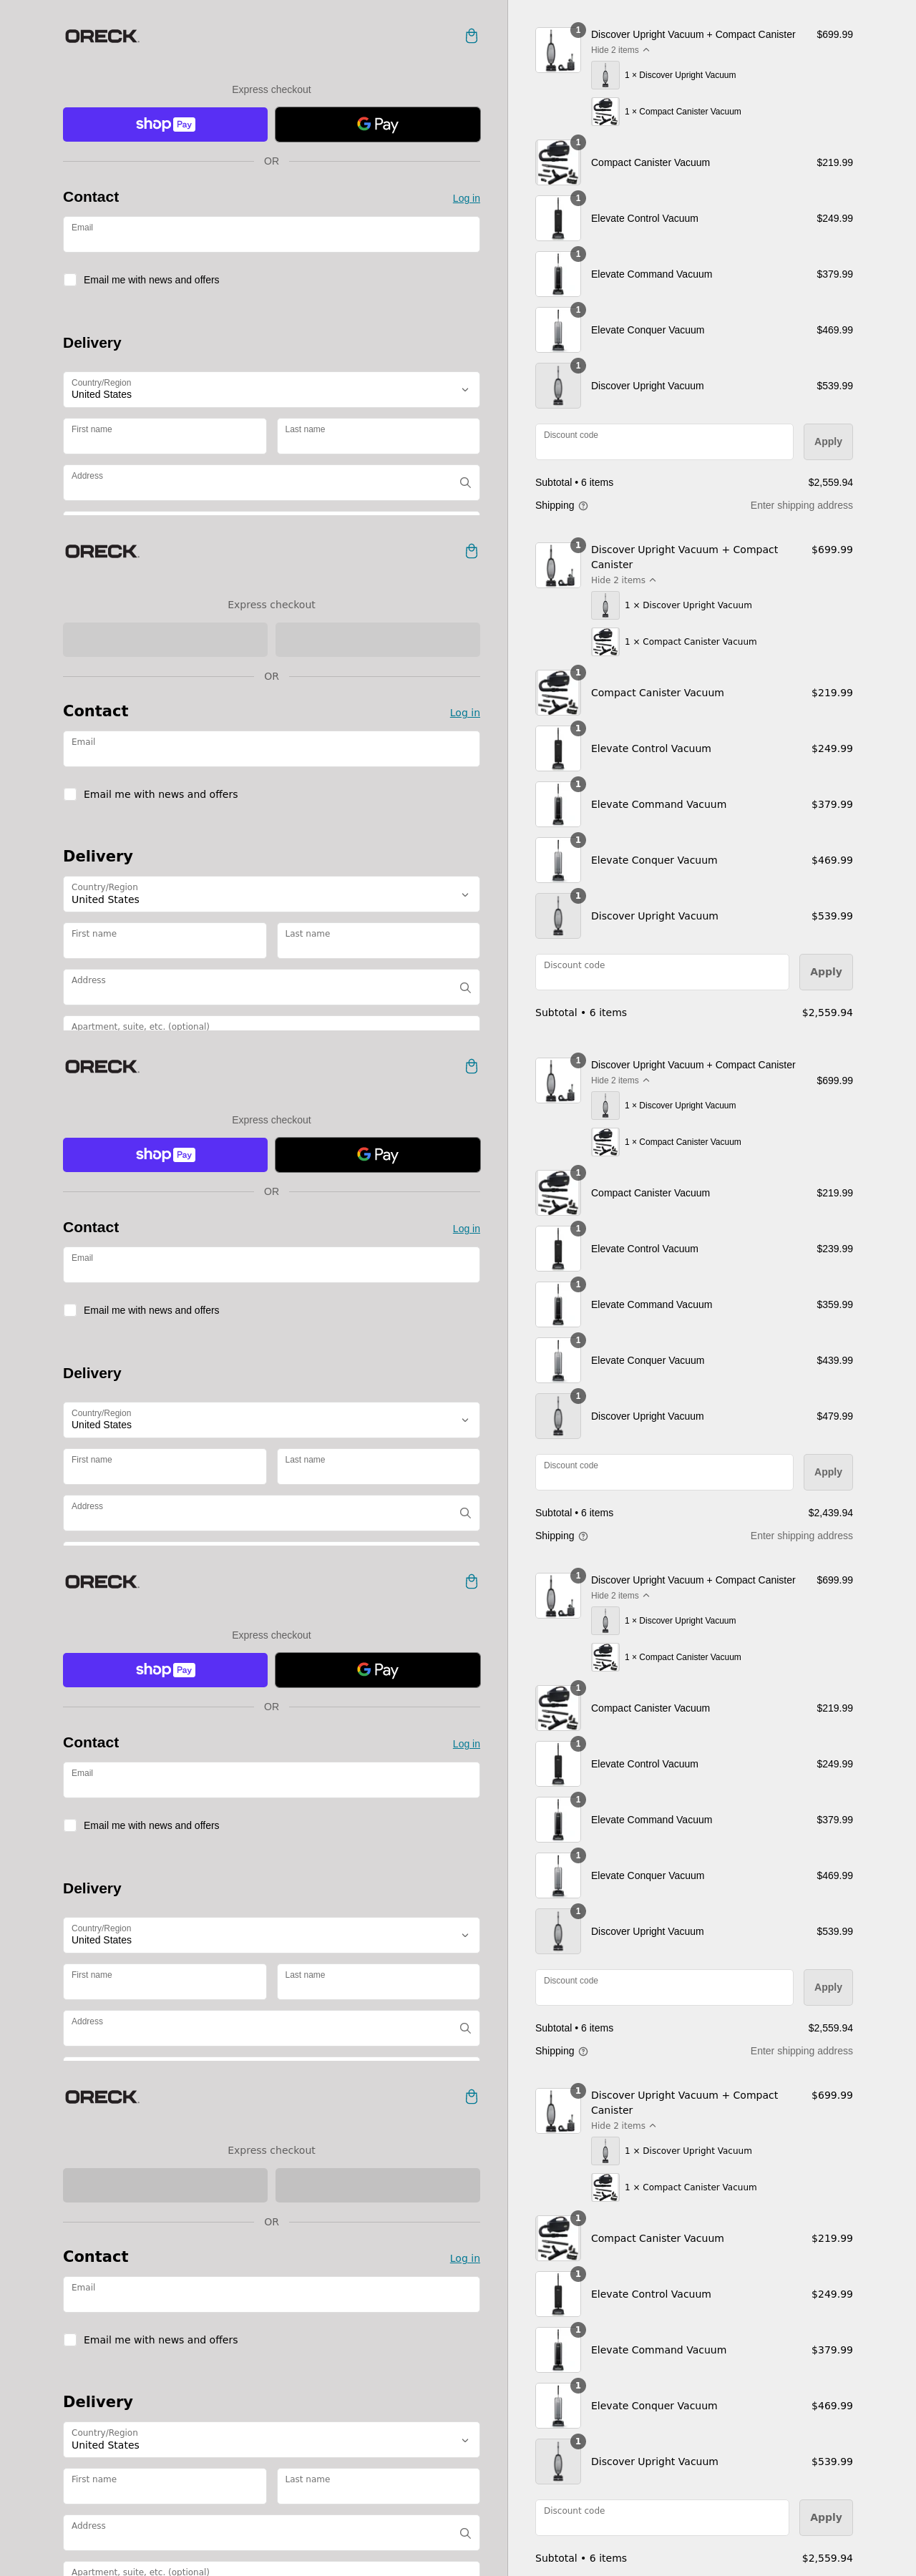 ORECK
Express checkout
shop Pay
G Pay
OR
Contact
Log in
Email
Email me with news and offers
Delivery
Country/Region
United States
First name
Last name
Address
1
Discover Upright Vacuum + Compact Canister
$699.99
Hide 2 items
1 × Discover Upright Vacuum
1 × Compact Canister Vacuum
1
Compact Canister Vacuum
$219.99
1
Elevate Control Vacuum
$249.99
1
Elevate Command Vacuum
$379.99
1
Elevate Conquer Vacuum
$469.99
1
Discover Upright Vacuum
$539.99
Discount code
Apply
Subtotal • 6 items
$2,559.94
Shipping
Enter shipping address
ORECK
Express checkout
OR
Contact
Log in
Email
Email me with news and offers
Delivery
Country/Region
United States
First name
Last name
Address
Apartment, suite, etc. (optional)
1
Discover Upright Vacuum + Compact
Canister
$699.99
Hide 2 items
1 × Discover Upright Vacuum
1 × Compact Canister Vacuum
1
Compact Canister Vacuum
$219.99
1
Elevate Control Vacuum
$249.99
1
Elevate Command Vacuum
$379.99
1
Elevate Conquer Vacuum
$469.99
1
Discover Upright Vacuum
$539.99
Discount code
Apply
Subtotal • 6 items
$2,559.94
ORECK
Express checkout
shop Pay
G Pay
OR
Contact
Log in
Email
Email me with news and offers
Delivery
Country/Region
United States
First name
Last name
Address
1
Discover Upright Vacuum + Compact Canister
Hide 2 items
$699.99
1 × Discover Upright Vacuum
1 × Compact Canister Vacuum
1
Compact Canister Vacuum
$219.99
1
Elevate Control Vacuum
$239.99
1
Elevate Command Vacuum
$359.99
1
Elevate Conquer Vacuum
$439.99
1
Discover Upright Vacuum
$479.99
Discount code
Apply
Subtotal • 6 items
$2,439.94
Shipping
Enter shipping address
ORECK
Express checkout
shop Pay
G Pay
OR
Contact
Log in
Email
Email me with news and offers
Delivery
Country/Region
United States
First name
Last name
Address
1
Discover Upright Vacuum + Compact Canister
$699.99
Hide 2 items
1 × Discover Upright Vacuum
1 × Compact Canister Vacuum
1
Compact Canister Vacuum
$219.99
1
Elevate Control Vacuum
$249.99
1
Elevate Command Vacuum
$379.99
1
Elevate Conquer Vacuum
$469.99
1
Discover Upright Vacuum
$539.99
Discount code
Apply
Subtotal • 6 items
$2,559.94
Shipping
Enter shipping address
ORECK
Express checkout
OR
Contact
Log in
Email
Email me with news and offers
Delivery
Country/Region
United States
First name
Last name
Address
Apartment, suite, etc. (optional)
1
Discover Upright Vacuum + Compact
Canister
$699.99
Hide 2 items
1 × Discover Upright Vacuum
1 × Compact Canister Vacuum
1
Compact Canister Vacuum
$219.99
1
Elevate Control Vacuum
$249.99
1
Elevate Command Vacuum
$379.99
1
Elevate Conquer Vacuum
$469.99
1
Discover Upright Vacuum
$539.99
Discount code
Apply
Subtotal • 6 items
$2,559.94